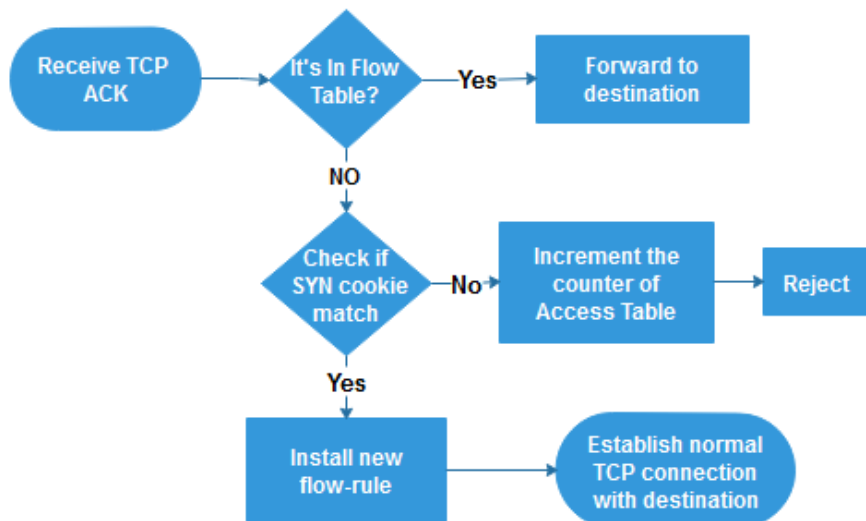 Receive TCP
ACK
It's In Flow
Table?
Yes
Forward to
destination
NO
Check if
SYN cookie
match
No
Increment the
counter of
Access Table
Reject
Yes
Install new
flow-rule
Establish normal
TCP connection
with destination